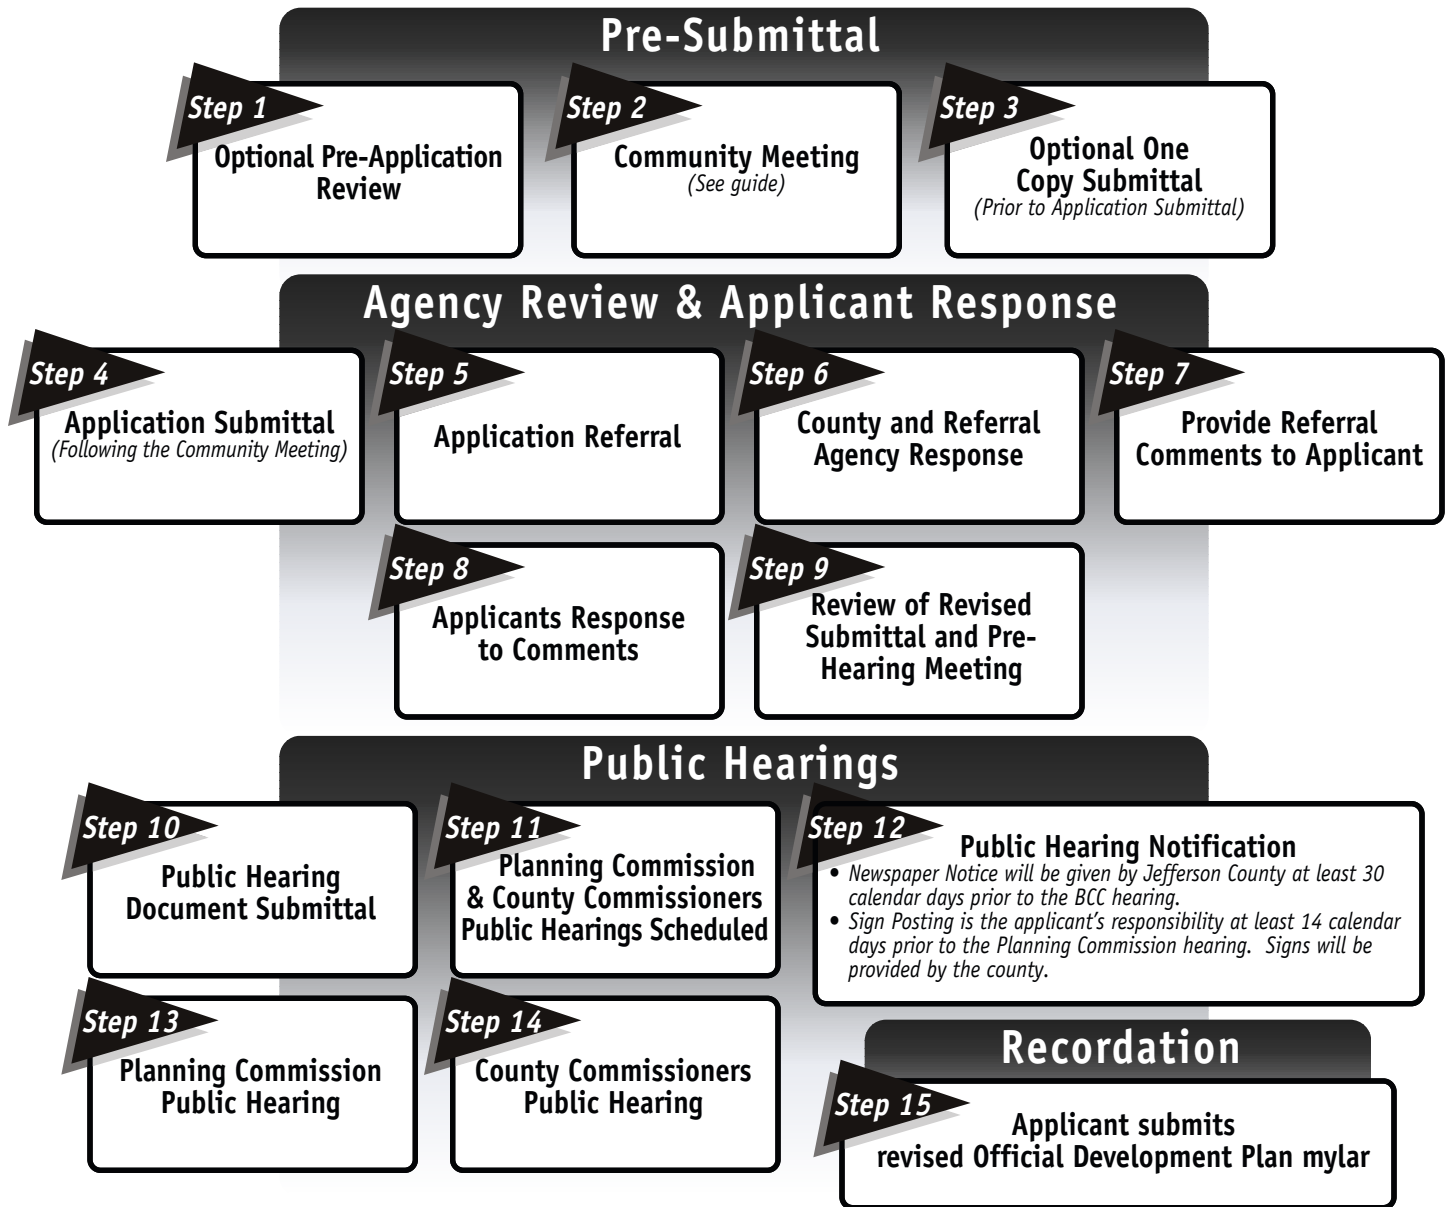 Pre-Submittal
Step 1
Optional Pre-Application
Review
Step 2
Community Meeting
(See guide)
Step 3
Optional One
Copy Submittal
(Prior to Application Submittal)
Agency Review & Applicant Response
Step 4
Application Submittal
(Following the Community Meeting)
Step 5
Application Referral
Step 6
County and Referral
Agency Response
Step 7
Provide Referral
Comments to Applicant
Step 8
Applicants Response
to Comments
Step 9
Review of Revised
Submittal and Pre-
Hearing Meeting
Public Hearings
Step 10
Public Hearing
Document Submittal
Step 11
Planning Commission
& County Commissioners
Public Hearings Scheduled
Step 12
Public Hearing Notification
• Newspaper Notice will be given by Jefferson County at least 30
calendar days prior to the BCC hearing.
• Sign Posting is the applicant's responsibility at least 14 calendar
days prior to the Planning Commission hearing. Signs will be
provided by the county.
Step 13
Planning Commission
Public Hearing
Step 14
County Commissioners
Public Hearing
Recordation
Step 15
Applicant submits
revised Official Development Plan mylar